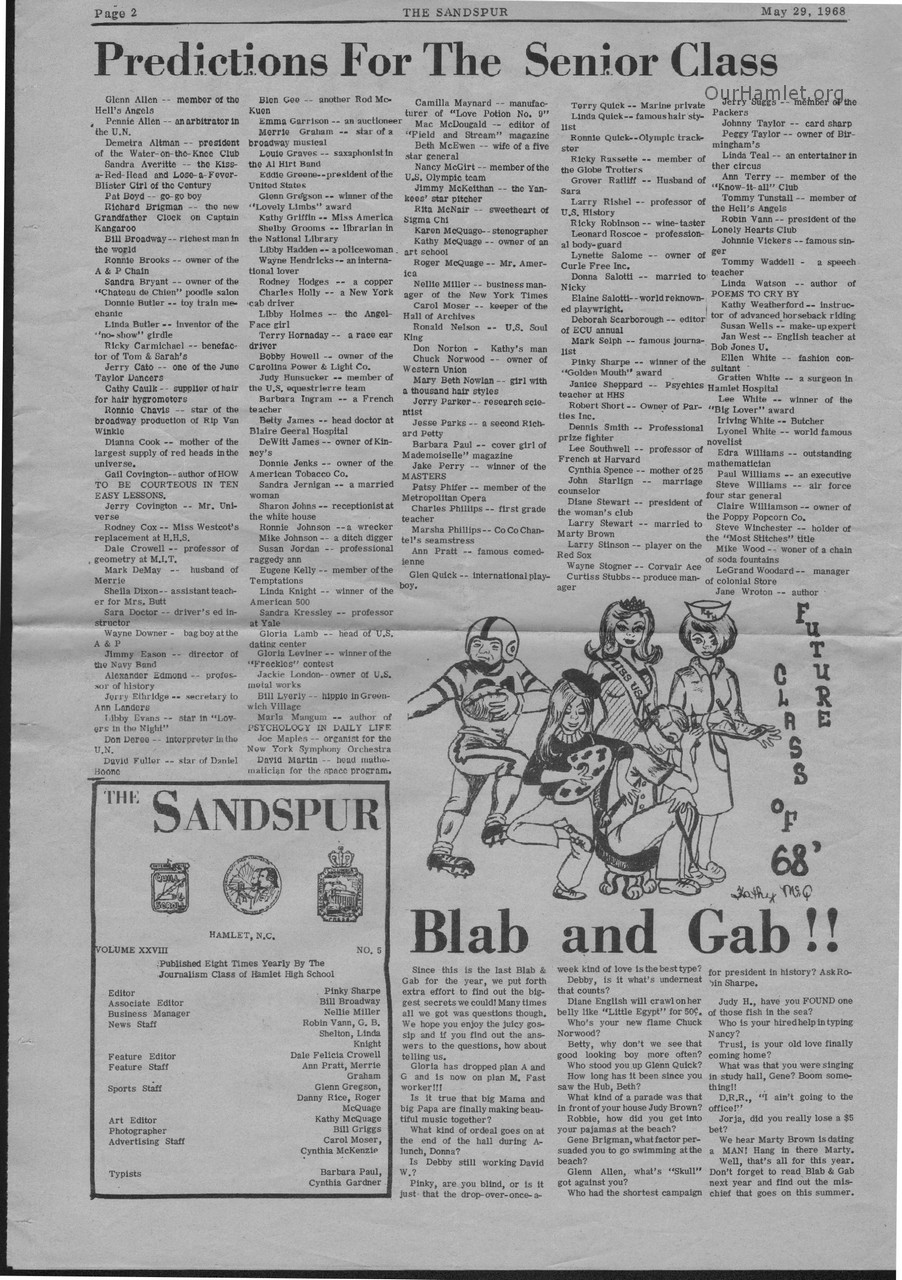 Page 2
THE SANDSPUR
May 29, 1968
Predictions For The Senior Class
OurHamlet.org
Glenn Allen -- member of the
Hell's Angels
Pennie Allen -- an arbitrator in
the U.N.
Demetra Altman -- president
of the Water-on-the-Knee Club
Sandra Averitte -- the Kiss-
a-Red-Head and Lose-a-Fever-
Blister Girl of the Century
Pat Boyd -- go-go boy
Richard Brigman -- the new
Grandfather Clock on Captain
Kangaroo
Bill Broadway -- richest man in
the world
Ronnie Brooks -- owner of the
A & P Chain
Sandra Bryant -- owner of the
"Chateau de Chien" poodle salon
Donnie Butler -- toy train me-
chanic
Linda Butler -- inventor of the
"no-show" girdle
Ricky Carmichael -- benefac-
tor of Tom & Sarah's
Jerry Cato -- one of the June
Taylor Dancers
Cathy Caulk -- supplier of hair
for hair hygrometers
Ronnie Chavis -- star of the
broadway production of Rip Van
Winkle
Dianna Cook -- mother of the
largest supply of red heads in the
universe.
Gail Covington -- author of HOW
TO BE COURTEOUS IN TEN
EASY LESSONS.
Jerry Covington -- Mr. Uni-
verse
Rodney Cox -- Miss Westcot's
replacement at H.H.S.
Dale Crowell -- professor of
geometry at M.I.T.
Mark DeMay -- husband of
Merrie
Sheila Dixon -- assistant teach-
er for Mrs. Butt
Sara Doctor -- driver's ed in-
structor
Wayne Downer - bag boy at the
A & P
Jimmy Eason -- director of
the Navy Band
Alexander Edmond -- profes-
sor of history
Jerry Ethridge -- secretary to
Ann Landers
Libby Evans -- star in "Lov-
ers in the Night"
Don Deree -- interpreter in the
U.N.
David Fuller -- star of Daniel
Boone
Bien Gee -- another Rod Mc-
Kuen
Emma Garrison -- an auctioneer
Merrie Graham -- star of a
broadway musical
Louie Graves -- saxaphonist in
the Al Hirt Band
Eddie Greene -- president of the
United States
Glenn Gregson -- winner of the
"Lovely Limbs" award
Kathy Griffin -- Miss America
Shelby Grooms -- librarian in
the National Library
Libby Hadden -- a policewoman
Wayne Hendricks -- an interna-
tional lover
Rodney Hodges -- a copper
Charles Holly -- a New York
cab driver
Libby Holmes -- the Angel-
Face girl
Terry Hornaday -- a race car
driver
Bobby Howell -- owner of the
Carolina Power & Light Co.
Judy Hunsucker -- member of
the U.S. equestrierre team
Barbara Ingram -- a French
teacher
Betty James -- head doctor at
Blaire Geeral Hospital
DeWitt James -- owner of Kin-
ney's
Donnie Jenks -- owner of the
American Tobacco Co.
Sandra Jernigan -- a married
woman
Sharon Johns -- receptionist at
the white house
Ronnie Johnson -- a wrecker
Mike Johnson -- a ditch digger
Susan Jordan -- professional
raggedy ann
Eugene Kelly -- member of the
Temptations
Linda Knight -- winner of the
American 500
Sandra Kressley -- professor
at Yale
Gloria Lamb -- head of U.S.
dating center
Gloria Leviner -- winner of the
"Freckles" contest
Jackie London -- owner of U.S.
metal works
Bill Lyerly -- hippie in Green-
wich Village
Marla Mangum -- author of
PSYCHOLOGY IN DAILY LIFE
Joe Maples -- organist for the
New York Symphony Orchestra
David Martin -- head mathe-
matician for the space program.
Camilla Maynard -- manufac-
turer of "Love Potion No. 9"
Mac McDougald -- editor of
"Field and Stream" magazine
Beth McEwen -- wife of a five
star general
Nancy McGirt -- member of the
U.S. Olympic team
Jimmy McKeithan -- the Yan-
kees' star pitcher
Rita McNair -- sweetheart of
Sigma Chi
Karen McQuage -- stenographer
Kathy McQuage -- owner of an
art school
Roger McQuage -- Mr. Amer-
ica
Nellie Miller -- business man-
ager of the New York Times
Carol Moser -- keeper of the
Hall of Archives
Ronald Nelson -- U.S. Soul
King
Don Norton - Kathy's man
Chuck Norwood -- owner of
Western Union
Mary Beth Nowlan -- girl with
a thousand hair styles
Jerry Parker -- research scie-
ntist
Jesse Parks -- a second Rich-
ard Petty
Barbara Paul -- cover girl of
Mademoiselle" magazine
Jake Perry -- winner of the
MASTERS
Patsy Phifer -- member of the
Metropolitan Opera
Charles Phillips -- first grade
teacher
Marsha Phillips -- Co Co Chan-
tel's seamstress
Ann Pratt -- famous comed-
ienne
Glen Quick -- international play-
boy.
Terry Quick -- Marine private
Linda Quick -- famous hair sty-
list
Ronnie Quick -- Olympic track-
ster
Ricky Russette -- member of
the Globe Trotters
Grover Ratliff -- Husband of
Sara
Larry Rishel -- professor of
U.S. History
Ricky Robinson -- wine-taster
Leonard Roscoe - profession-
al body-guard
Lynette Salome -- owner of
Curle Free Inc.
Donna Salotti -- married to
Nicky
Elaine Salotti -- world reknown-
ed playwright.
Deborah Scarborough -- editor
of ECU annual
Mark Selph -- famous journa-
list
Pinky Sharpe -- winner of the
"Golden Mouth" award
Janice Sheppard -- Psychics
teacher at HHS
Robert Short -- Owner of Par-
ties Inc.
Dennis Smith -- Professional
prize fighter
Lee Southwell -- professor of
French at Harvard
Cynthia Spence -- mother of 25
John Starlign -- marriage
counselor
Diane Stewart -- president of
the woman's club
Larry Stewart -- married to
Marty Brown
Larry Stinson -- player on the
Red Sox
Wayne Stogner -- Corvair Ace
Curtiss Stubbs -- produce man-
ager
Jerry Suggs -- member of the
Packers
Johnny Taylor -- card sharp
Peggy Taylor -- owner of Bir-
mingham's
Linda Teal -- an entertainer in
ther circus
Ann Terry -- member of the
"Know-it-all" Club
Tommy Tunstall -- member of
the Hell's Angels
Robin Vann -- president of the
Lonely Hearts Club
Johnnie Vickers -- famous sin-
ger
Tommy Waddell - a speech
teacher
Linda Watson -- author of
POEMS TO CRY BY
Kathy Weatherford -- instruc-
tor of advanced horseback riding
Susan Wells -- make-up expert
Jan West -- English teacher at
Bob Jones U.
Ellen White -- fashion con-
sultant
Gratten White -- a surgeon in
Hamlet Hospital
Lee White -- winner of the
"Big Lover" award
Iriving White -- Butcher
Lyonel White -- world famous
novelist
Edra Williams -- outstanding
mathematician
Paul Williams -- an executive
Steve Williams -- air force
four star general
Claire Williamson -- owner of
the Poppy Popcorn Co.
Steve Winchester -- holder of
the "Most Stitches" title
Mike Wood -- woner of a chain
of soda fountains
LeGrand Woodard -- manager
of colonial Store
Jane Wroton -- author
MISS U.S.
FUTURE
CLASS
OF
68'
Kathy McQ
THE SANDSPUR
QUILL
SCROLL
HAMLET, N.C.
VOLUME XXVIII
NO. 5
Published Eight Times Yearly By The
Journalism Class of Hamlet High School
Editor
Pinky Sharpe
Associate Editor
Bill Broadway
Business Manager
Nellie Miller
News Staff
Robin Vann, G. B.
Shelton, Linda
Knight
Feature Editor
Dale Felicia Crowell
Feature Staff
Ann Pratt, Merrie
Graham
Sports Staff
Glenn Gregson,
Danny Rice, Roger
McQuage
Art Editor
Kathy McQuage
Photographer
Bill Griggs
Advertising Staff
Carol Moser,
Cynthia McKenzie
Typists
Barbara Paul,
Cynthia Gardner
Blab and Gab !!
Since this is the last Blab &
Gab for the year, we put forth
extra effort to find out the big-
gest secrets we could! Many times
all we got was questions though.
We hope you enjoy the juicy gos-
sip and if you find out the ans-
wers to the questions, how about
telling us.
Gloria has dropped plan A and
G and is now on plan M. Fast
worker!!!
Is it true that big Mama and
big Papa are finally making beau-
tiful music together?
What kind of ordeal goes on at
the end of the hall during A-
lunch, Donna?
Is Debby still working David
W.?
Pinky, are you blind, or is it
just that the drop-over-once-a-
week kind of love is the best type?
Debby, is it what's underneat
that counts?
Diane English will crawl on her
belly like "Little Egypt" for 50¢.
Who's your new flame Chuck
Norwood?
Betty, why don't we see that
good looking boy more often?
Who stood you up Glenn Quick?
How long has it been since you
saw the Hub, Beth?
What kind of a parade was that
in front of your house Judy Brown?
Robbie, how did you get into
your pajamas at the beach?
Gene Brigman, what factor per-
suaded you to go swimming at the
beach?
Glenn Allen, what's "Skull"
got against you?
Who had the shortest campaign
for president in history? Ask Ro-
bin Sharpe.
Judy H., have you FOUND one
of those fish in the sea?
Who is your hired help in typing
Nancy?
Trusi, is your old love finally
coming home?
What was that you were singing
in study hall, Gene? Boom some-
thing!!
D.R.R., "I ain't going to the
office!"
Jorja, did you really lose a $5
bet?
We hear Marty Brown is dating
a MAN! Hang in there Marty.
Well, that's all for this year.
Don't forget to read Blab & Gab
next year and find out the mis-
chief that goes on this summer.